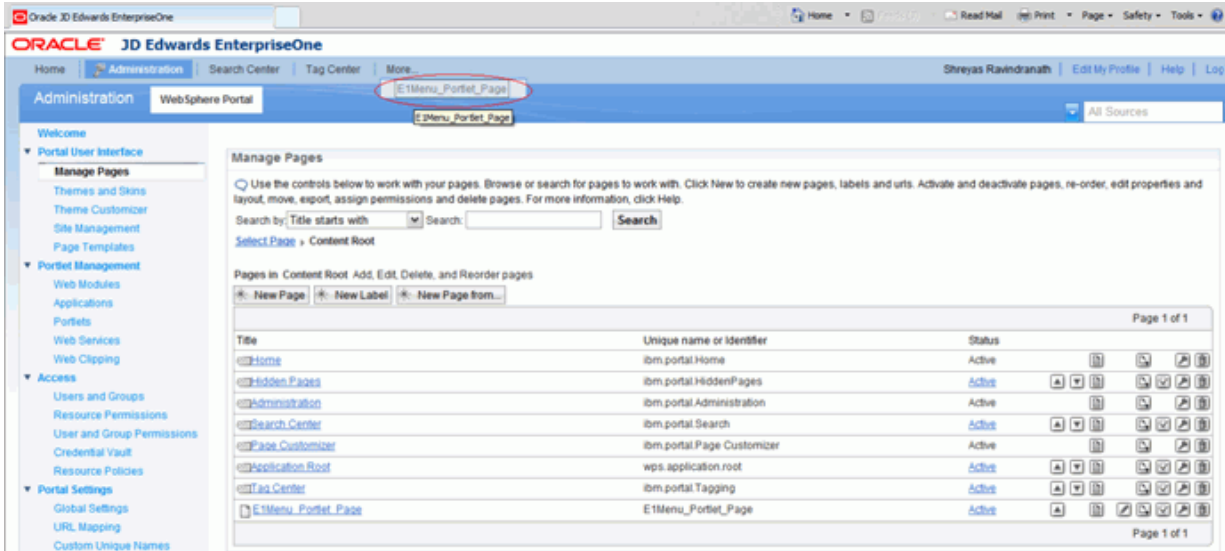 Oracle JD Edwards EnterpriseOne
Home Read Mail Print Page Safety Tools
ORACLE JD Edwards EnterpriseOne
Home Administration Search Center Tag Center More... Shreyas Ravindranath Edit My Profile Help Log
E1Menu_Portlet_Page
Administration WebSphere Portal
E1Menu_Portlet_Page
All Sources
Welcome
Portal User Interface
Manage Pages
Themes and Skins
Theme Customizer
Site Management
Page Templates
Portlet Management
Web Modules
Applications
Portlets
Web Services
Web Clipping
Access
Users and Groups
Resource Permissions
User and Group Permissions
Credential Vault
Resource Policies
Portal Settings
Global Settings
URL Mapping
Custom Unique Names
Manage Pages
Use the controls below to work with your pages. Browse or search for pages to work with. Click New to create new pages, labels and urls. Activate and deactivate pages, re-order, edit properties and
layout, move, export, assign permissions and delete pages. For more information, click Help.
Search by: Title starts with Search: Search
Select Page Content Root
Pages in Content Root Add, Edit, Delete, and Reorder pages
New Page New Label New Page from...
Page 1 of 1
Title Unique name or Identifier Status
Home ibm.portal.Home Active
Hidden Pages ibm.portal.HiddenPages Active
Administration ibm.portal.Administration Active
Search Center ibm.portal.Search Active
Page Customizer ibm.portal.Page Customizer Active
Application Root wps.application.root Active
Tag Center ibm.portal.Tagging Active
E1Menu_Portlet_Page E1Menu_Portlet_Page Active
Page 1 of 1